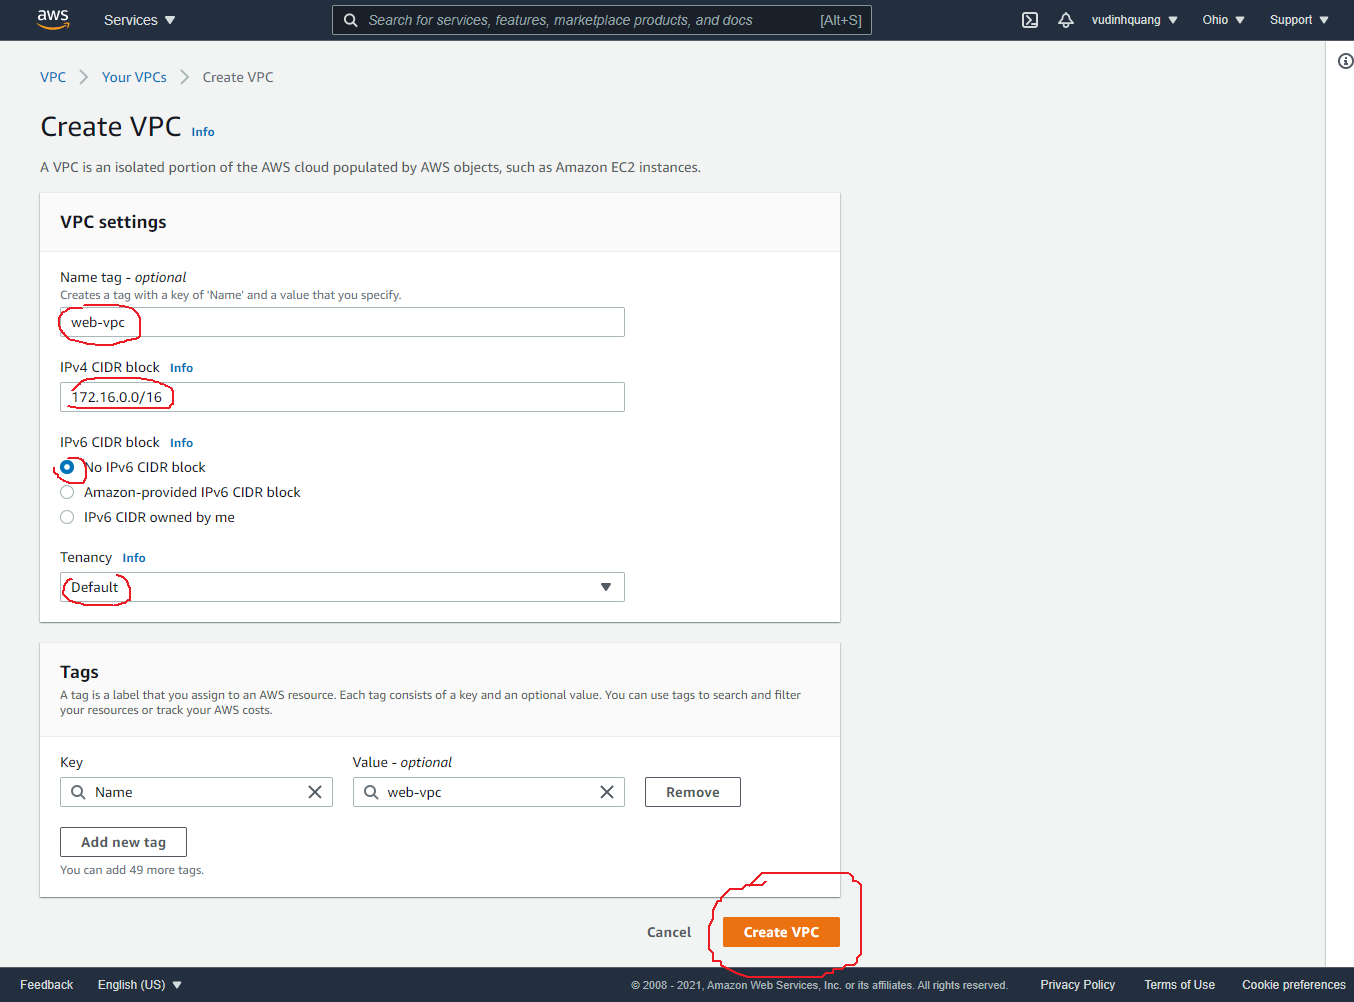 aws Services Search for services, features, marketplace products, and docs [Alt+S] vudinhquang Ohio Support
VPC Your VPCs Create VPC
Create VPC Info
A VPC is an isolated portion of the AWS cloud populated by AWS objects, such as Amazon EC2 instances.
VPC settings
Name tag - optional
Creates a tag with a key of 'Name' and a value that you specify.
web-vpc
IPv4 CIDR block Info
172.16.0.0/16
IPv6 CIDR block Info
No IPv6 CIDR block
Amazon-provided IPv6 CIDR block
IPv6 CIDR owned by me
Tenancy Info
Default
Tags
A tag is a label that you assign to an AWS resource. Each tag consists of a key and an optional value. You can use tags to search and filter
your resources or track your AWS costs.
Key Value - optional
Name web-vpc Remove
Add new tag
You can add 49 more tags.
Cancel Create VPC
Feedback English (US) © 2008 - 2021, Amazon Web Services, Inc. or its affiliates. All rights reserved. Privacy Policy Terms of Use Cookie preferences